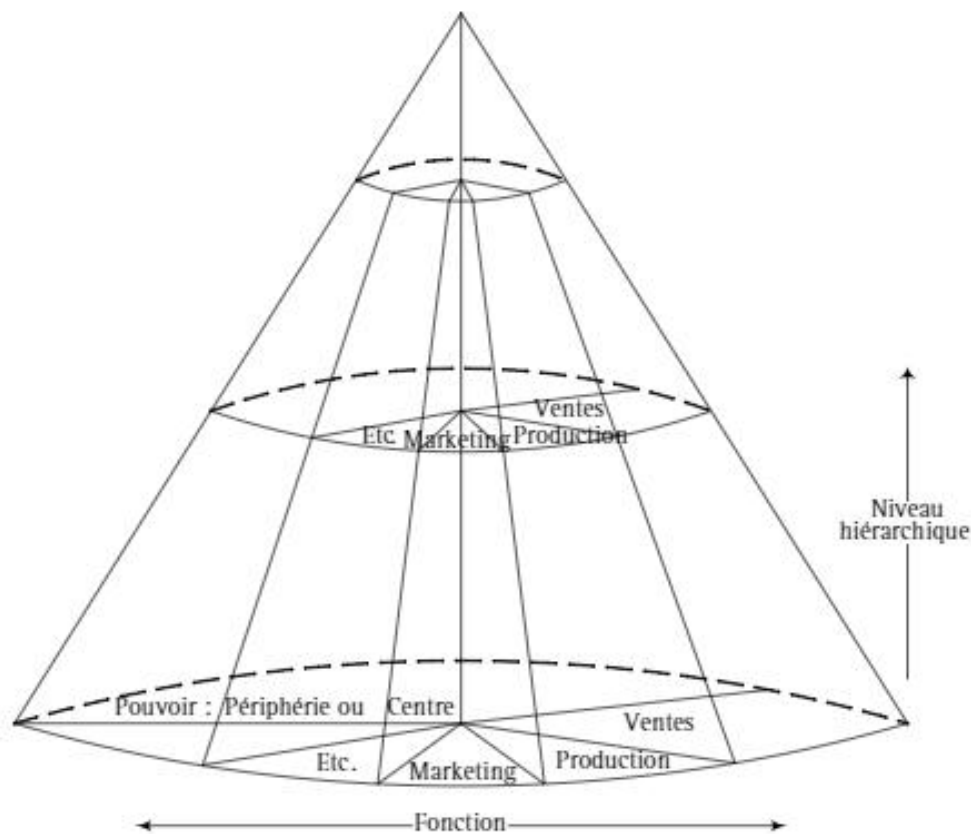 Ventes
Etc. Marketing Production
Niveau
hiérarchique
Pouvoir : Périphérie ou Centre
Ventes
Etc. Marketing Production
Fonction